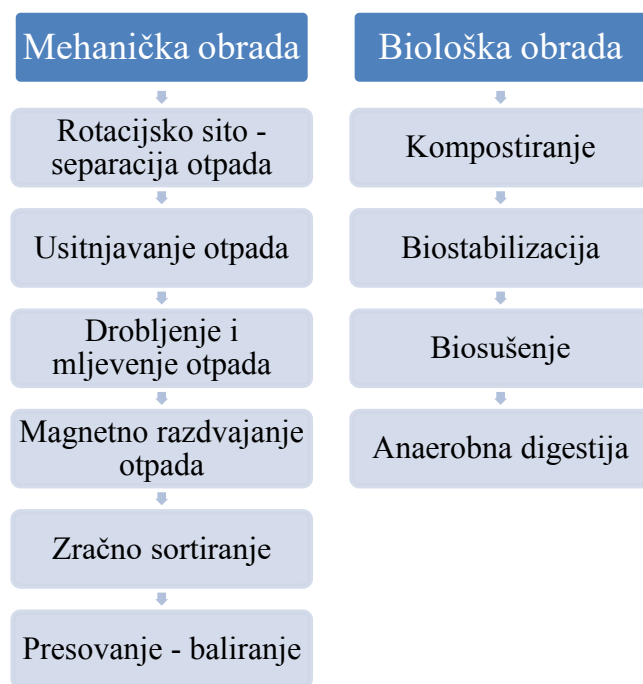 Mehanička obrada
Rotacijsko sito -
separacija otpada
Usitnjavanje otpada
Drobljenje i
mljevenje otpada
Magnetno razdvajanje
otpada
Zračno sortiranje
Presovanje - baliranje
Biološka obrada
Kompostiranje
Biostabilizacija
Biosušenje
Anaerobna digestija